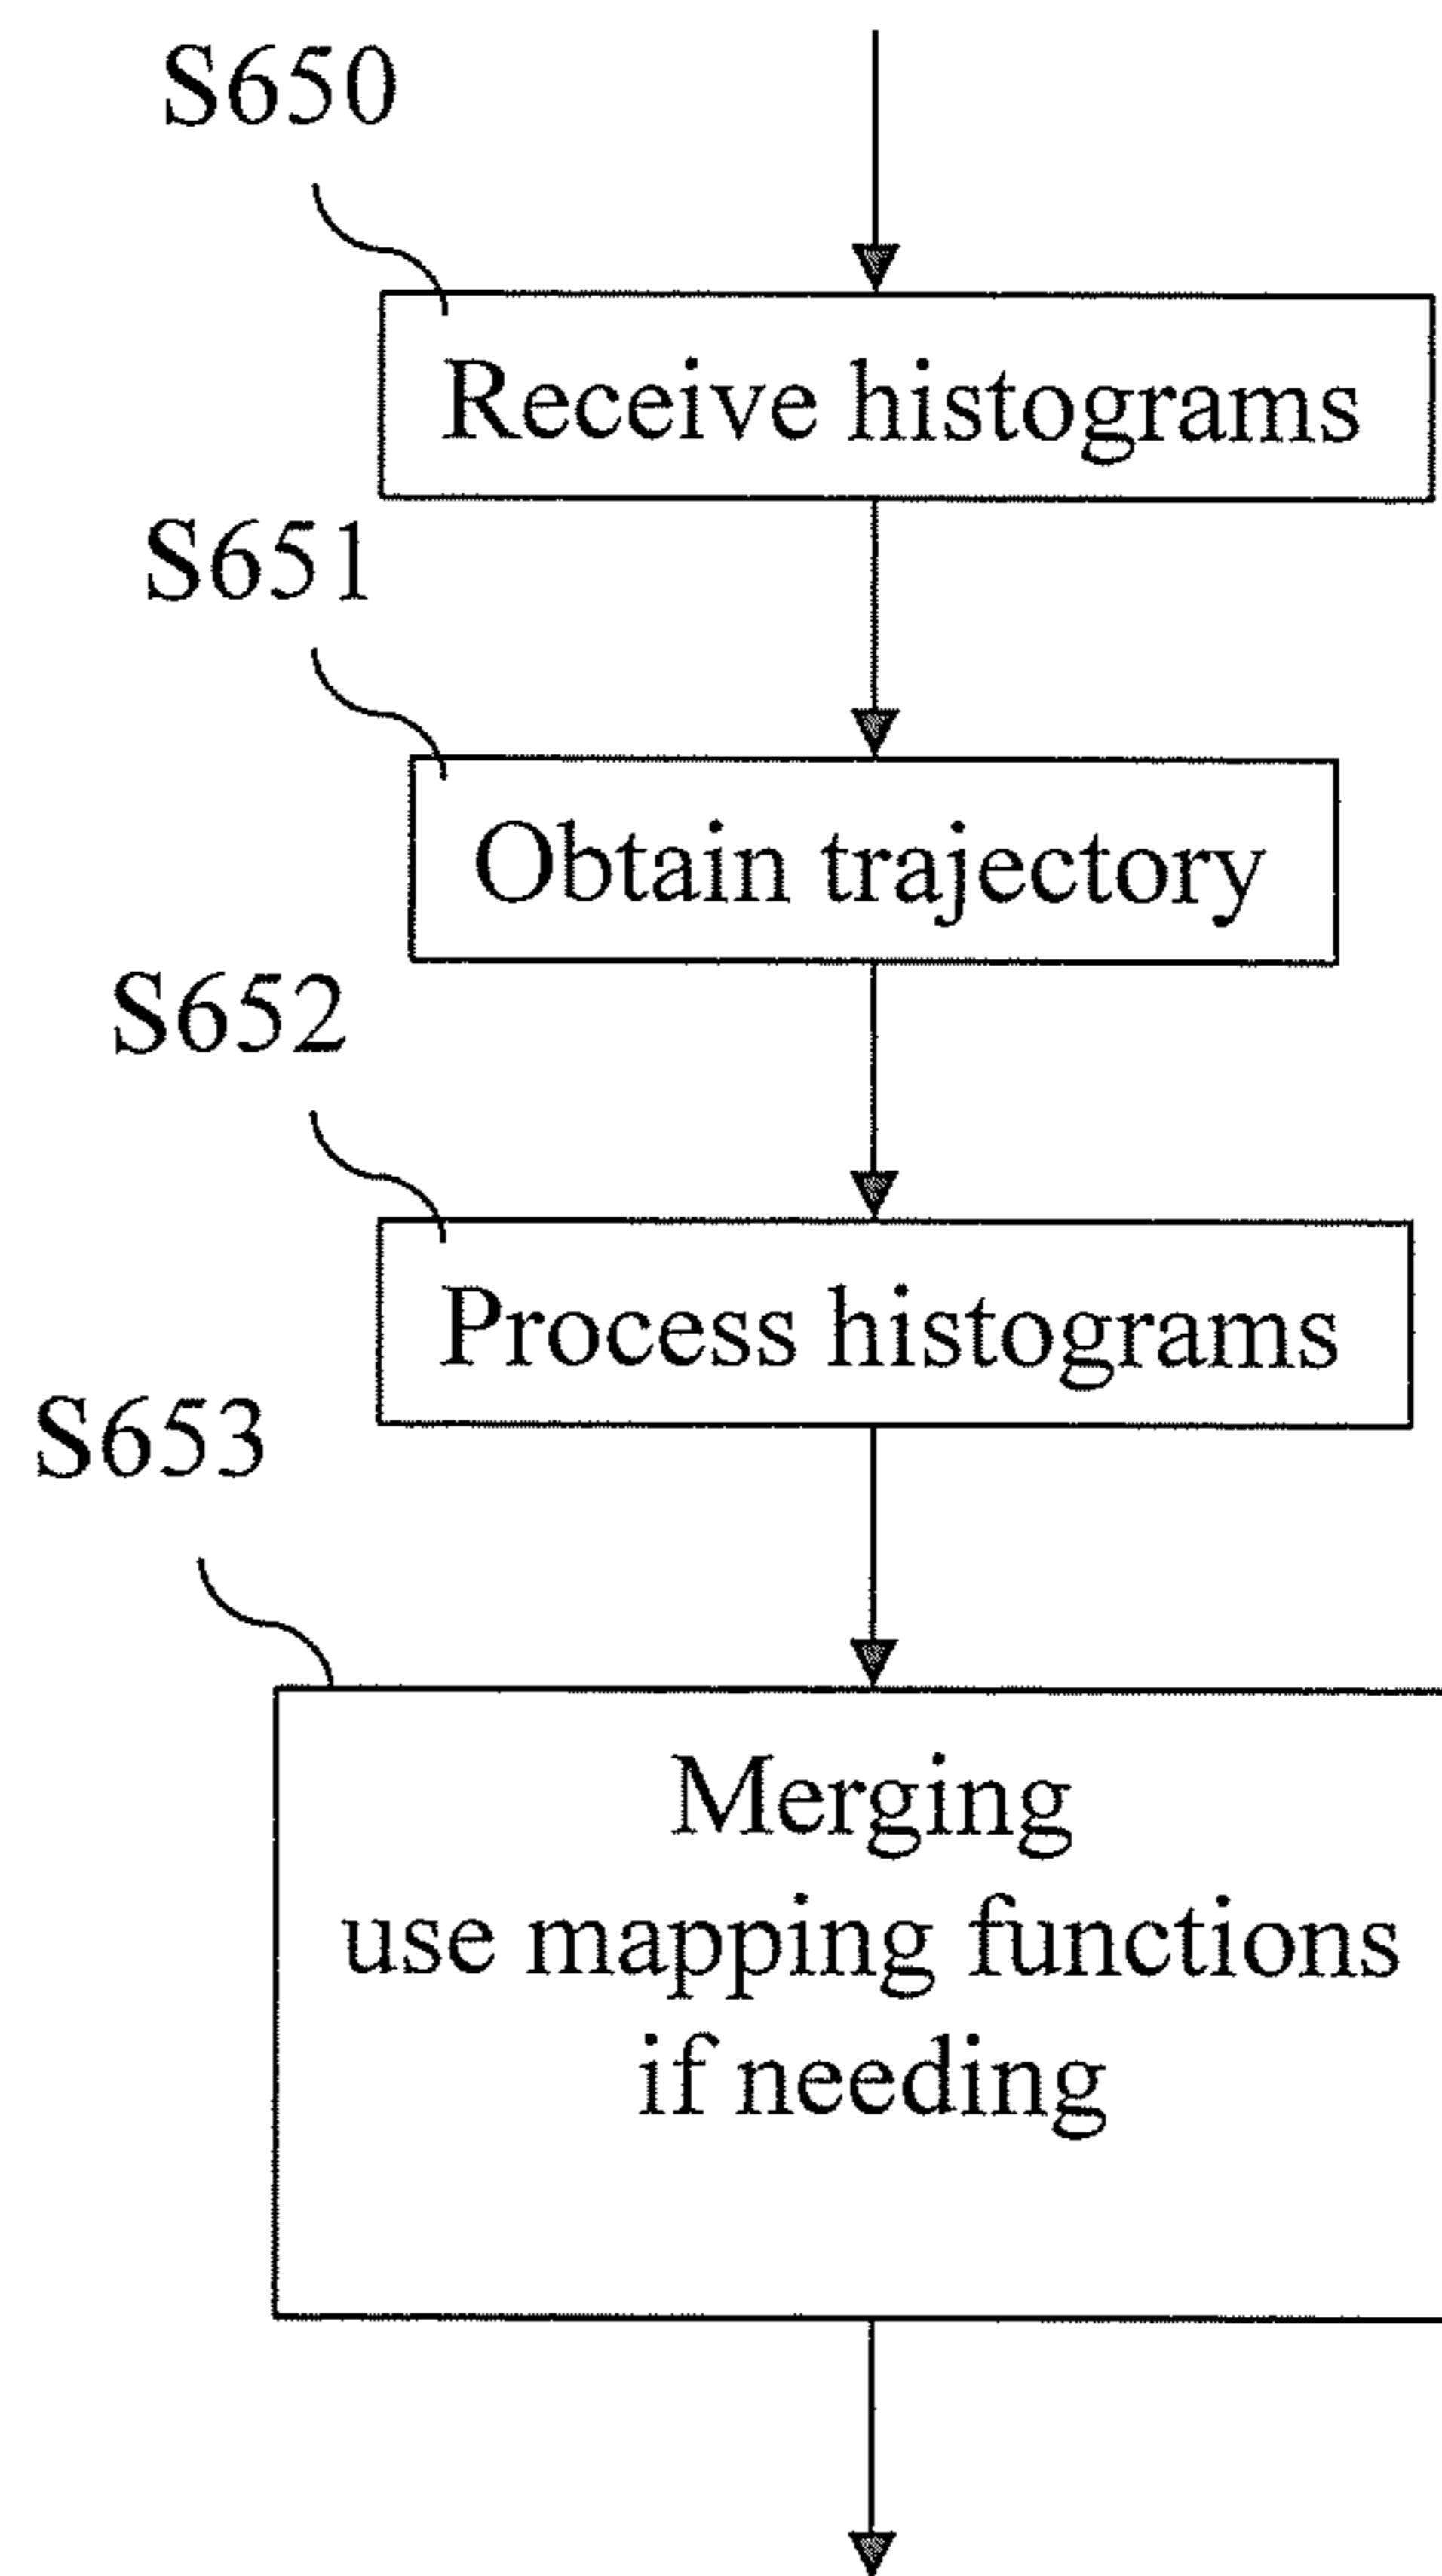 S650
Receive histograms
S651
Obtain trajectory
S652
Process histograms
S653
Merging
use mapping functions
if needing